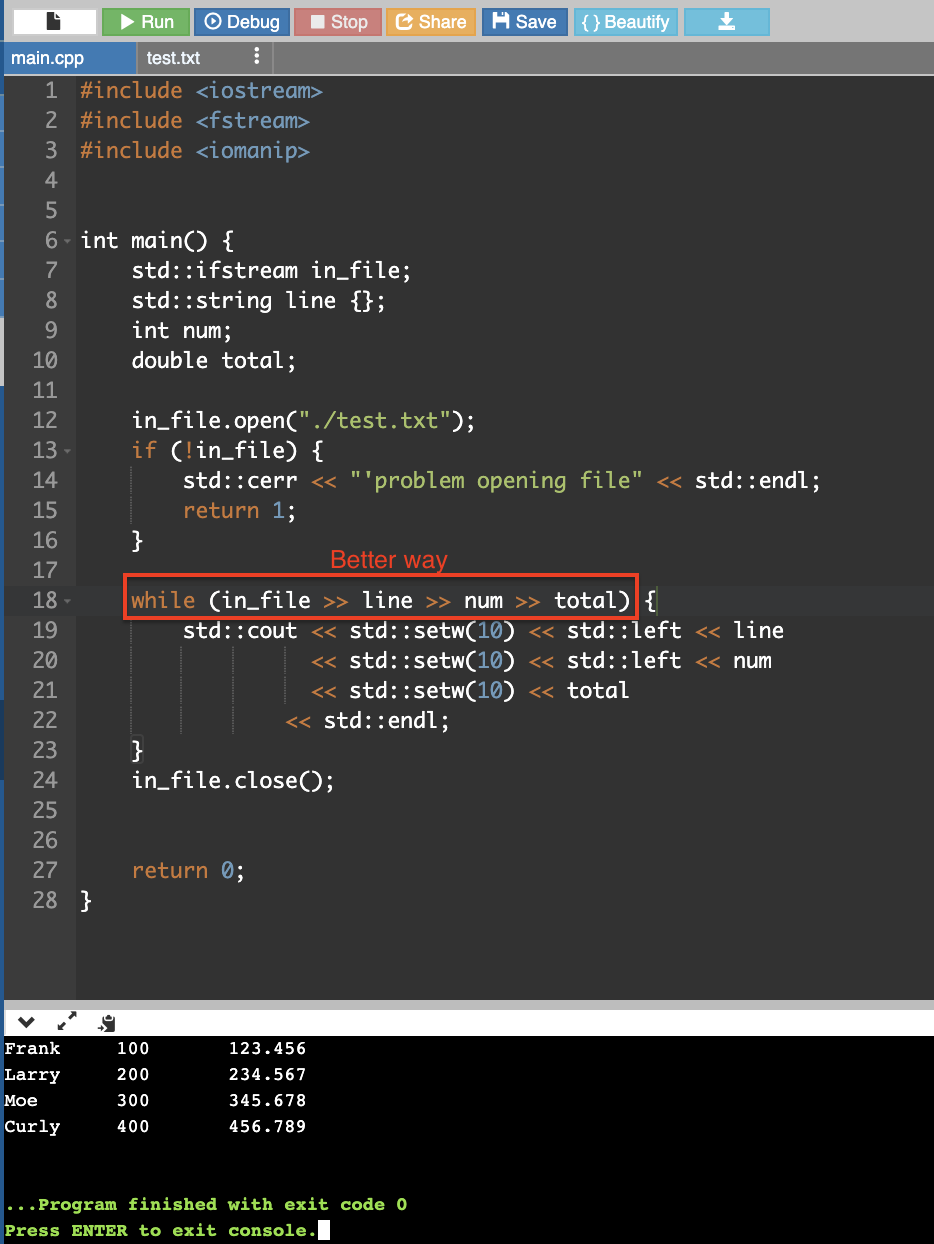 Run Debug Stop Share Save { } Beautify
main.cpp test.txt
1 #include <iostream>
2 #include <fstream>
3 #include <iomanip>
4
5
6 int main() {
7     std::ifstream in_file;
8     std::string line {};
9     int num;
10     double total;
11
12     in_file.open("./test.txt");
13     if (!in_file) {
14         std::cerr << "'problem opening file" << std::endl;
15         return 1;
16     }
Better way
17
18     while (in_file >> line >> num >> total) {
19         std::cout << std::setw(10) << std::left << line
20                   << std::setw(10) << std::left << num
21                   << std::setw(10) << total
22                 << std::endl;
23     }
24     in_file.close();
25
26
27     return 0;
28 }
Frank     100       123.456
Larry     200       234.567
Moe       300       345.678
Curly     400       456.789
...Program finished with exit code 0
Press ENTER to exit console.